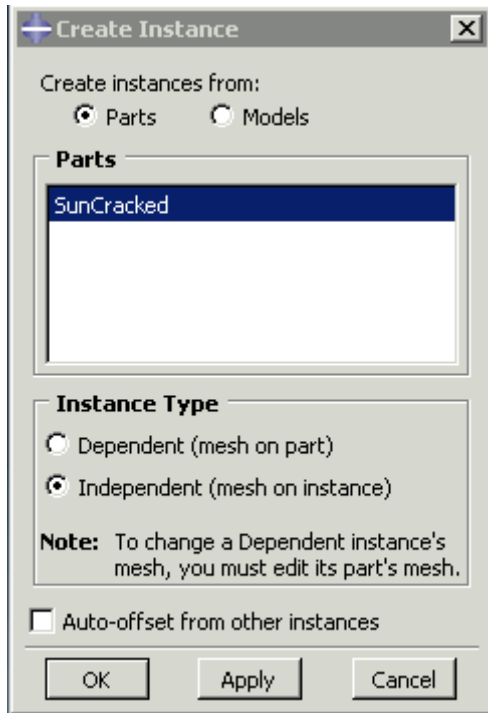 Create Instance
Create instances from:
Parts Models
Parts
SunCracked
Instance Type
Dependent (mesh on part)
Independent (mesh on instance)
Note: To change a Dependent instance's
mesh, you must edit its part's mesh.
Auto-offset from other instances
OK Apply Cancel